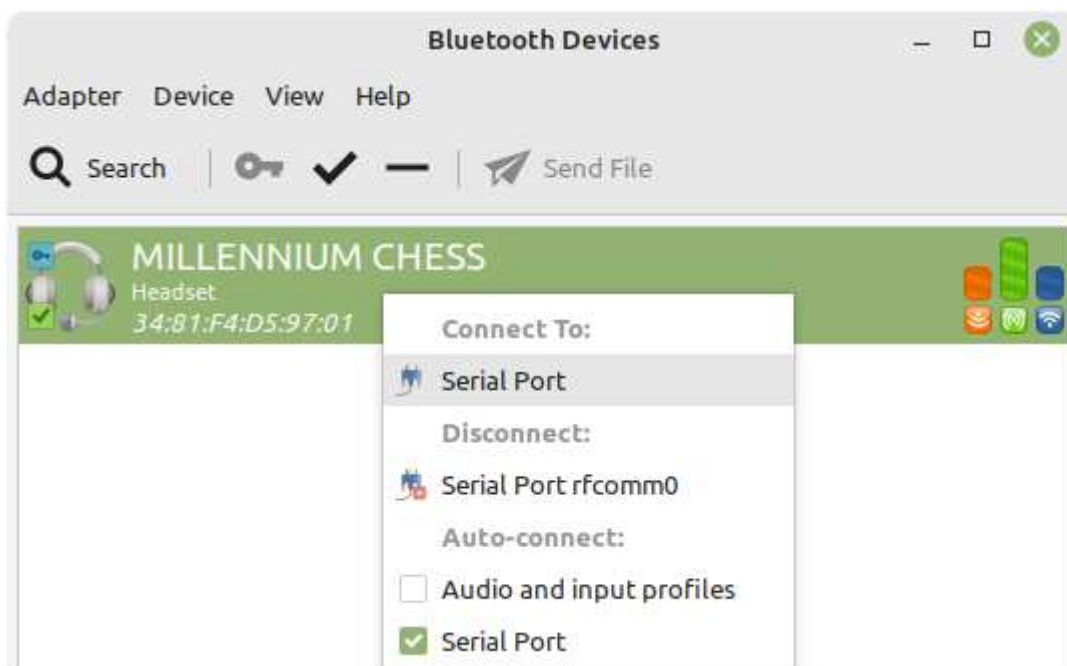 Bluetooth Devices
Adapter Device View Help
Search Send File
MILLENNIUM CHESS
Headset
34:81:F4:D5:97:01
Connect To:
Serial Port
Disconnect:
Serial Port rfcomm0
Auto-connect:
Audio and input profiles
Serial Port